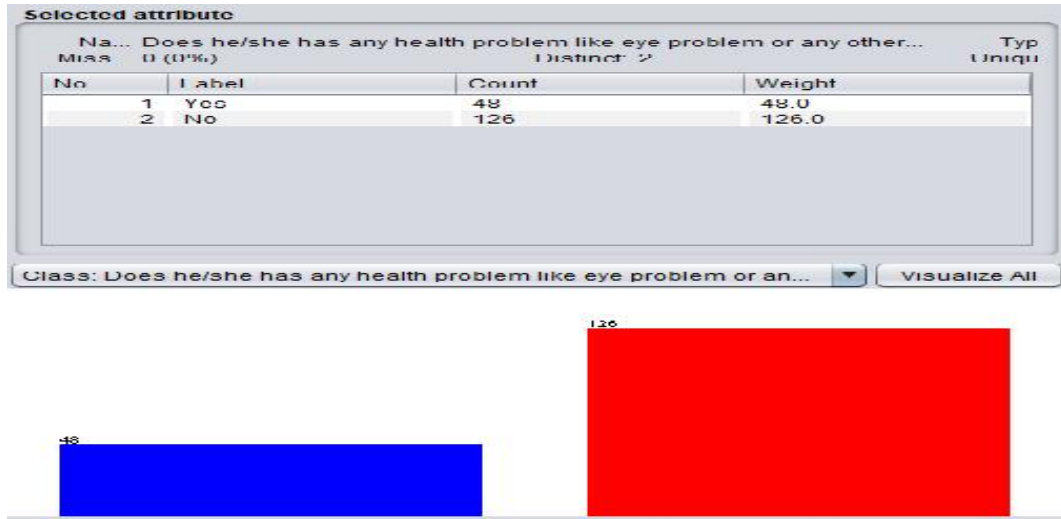 Selected attribute
Na... Does he/she has any health problem like eye problem or any other... Typ
Miss 0 (0%) Distinct: 2 Uniqu
No Label Count Weight
1 Yes 48 48.0
2 No 126 126.0
Class: Does he/she has any health problem like eye problem or an... Visualize All
126
48